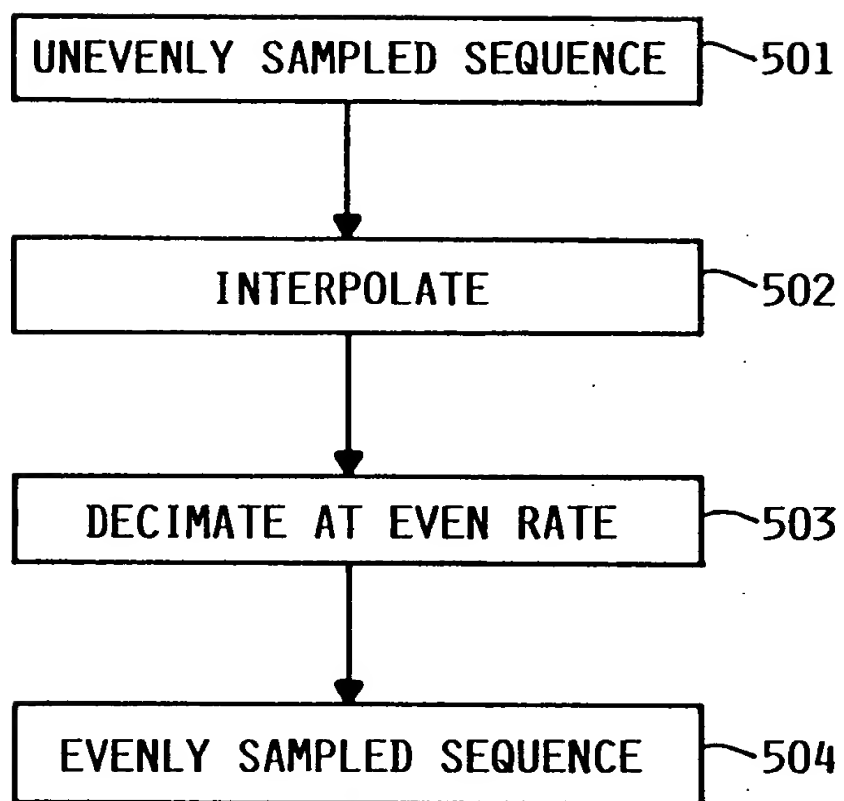 UNEVENLY SAMPLED SEQUENCE 501
INTERPOLATE 502
DECIMATE AT EVEN RATE 503
EVENLY SAMPLED SEQUENCE 504